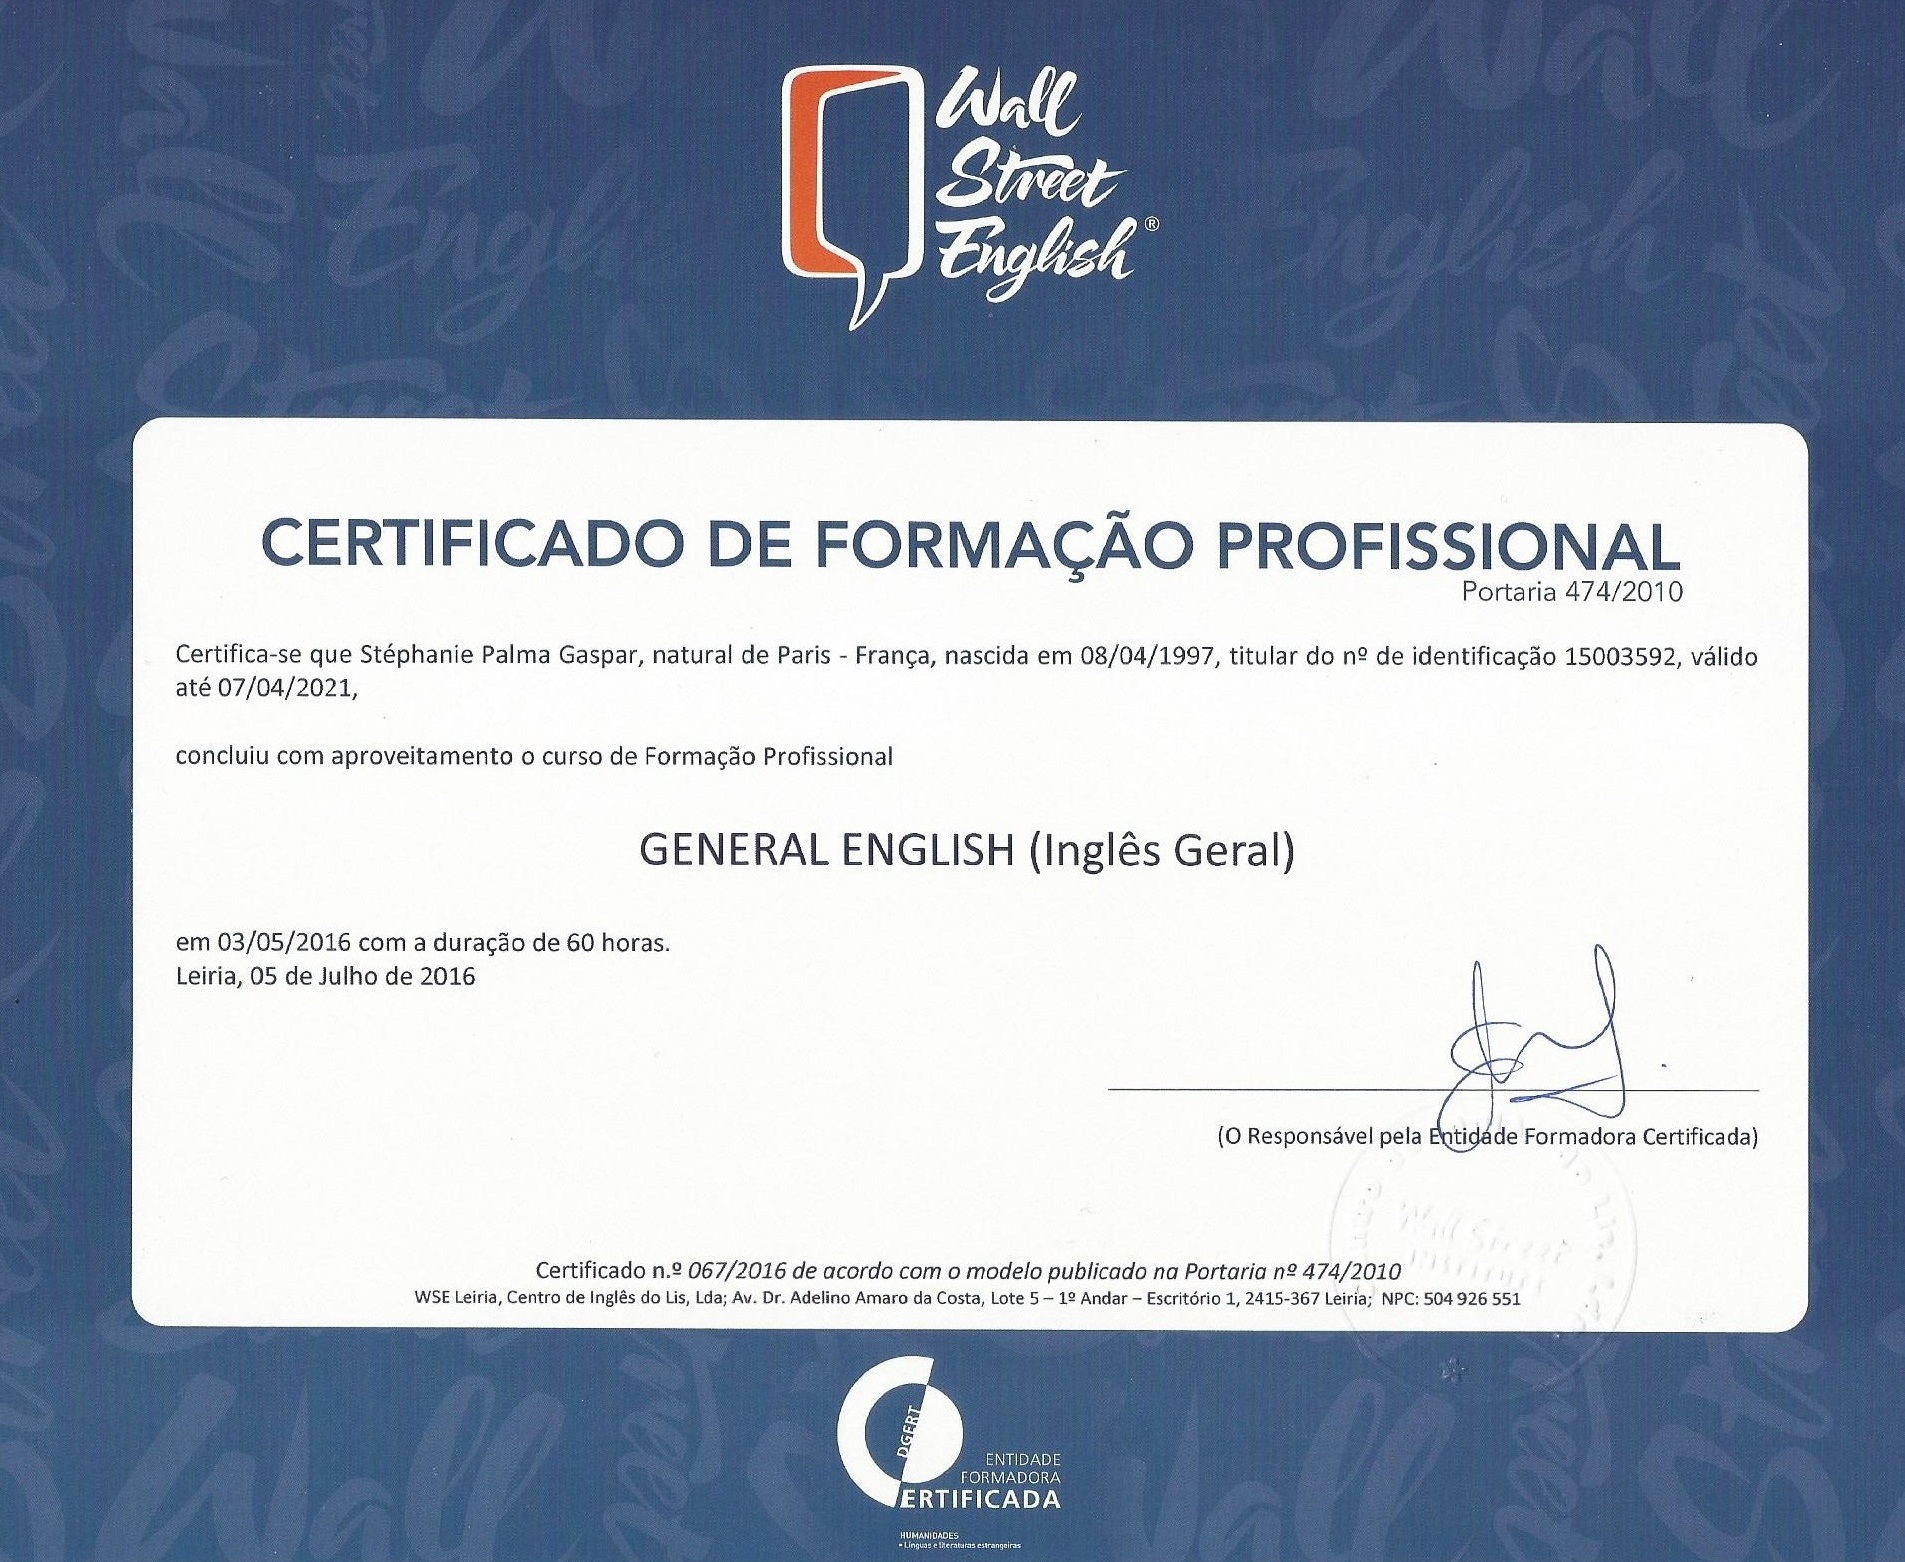 Wall
Street
English®
CERTIFICADO DE FORMAÇÃO PROFISSIONAL
Portaria 474/2010
Certifica-se que Stéphanie Palma Gaspar, natural de Paris - França, nascida em 08/04/1997, titular do nº de identificação 15003592, válido
até 07/04/2021,
concluiu com aproveitamento o curso de Formação Profissional
GENERAL ENGLISH (Inglês Geral)
em 03/05/2016 com a duração de 60 horas.
Leiria, 05 de Julho de 2016
(O Responsável pela Entidade Formadora Certificada)
Wall Street
Institute
Certificado n.º 067/2016 de acordo com o modelo publicado na Portaria nº 474/2010
WSE Leiria, Centro de Inglês do Lis, Lda; Av. Dr. Adelino Amaro da Costa, Lote 5 – 1º Andar – Escritório 1, 2415-367 Leiria; NPC: 504 926 551
DGERT
ENTIDADE
FORMADORA
CERTIFICADA
HUMANIDADES
• Línguas e literaturas estrangeiras